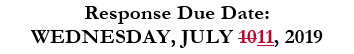 Response Due Date:
WEDNESDAY, JULY 1011, 2019